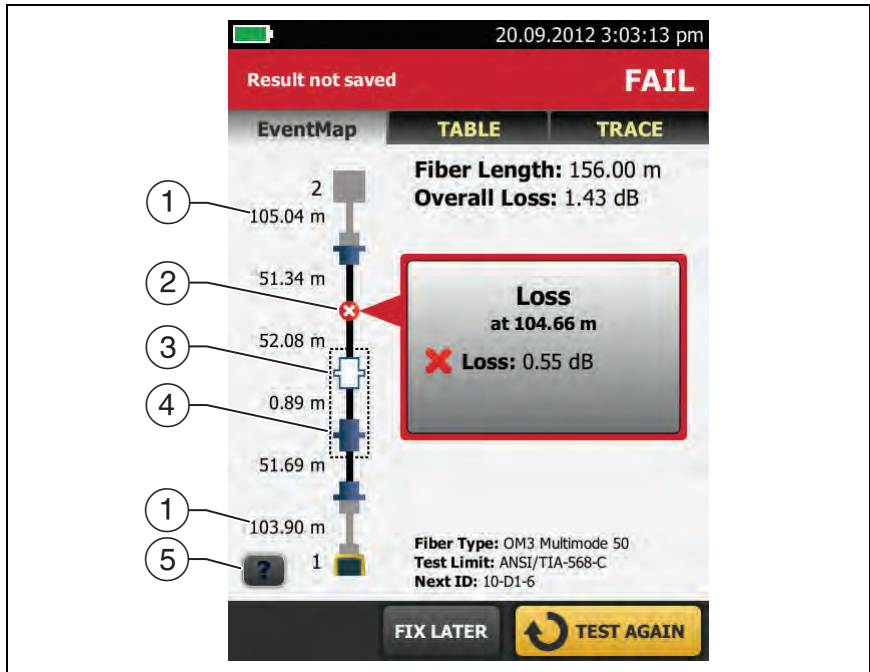 20.09.2012 3:03:13 pm
Result not saved FAIL
EventMap TABLE TRACE
Fiber Length: 156.00 m
Overall Loss: 1.43 dB
1
2
105.04 m
2
51.34 m
Loss
at 104.66 m
Loss: 0.55 dB
3
52.08 m
4
0.89 m
51.69 m
1
103.90 m
5
?
1
Fiber Type: OM3 Multimode 50
Test Limit: ANSI/TIA-568-C
Next ID: 10-D1-6
FIX LATER TEST AGAIN